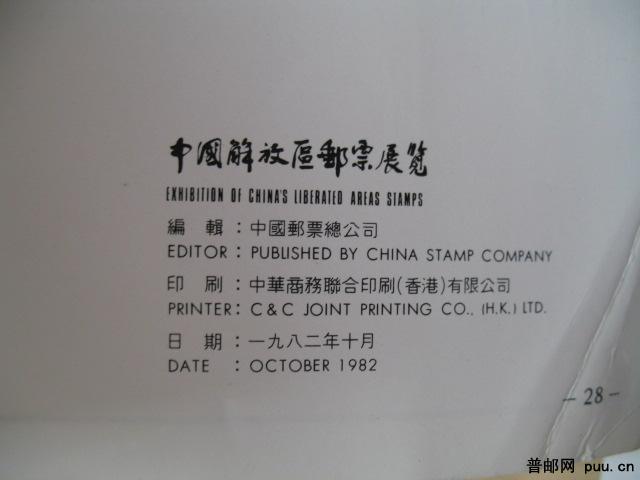 中國解放區郵票展覽
EXHIBITION OF CHINA'S LIBERATED AREAS STAMPS
編 輯：中國郵票總公司
EDITOR: PUBLISHED BY CHINA STAMP COMPANY
印 刷：中華商務聯合印刷(香港)有限公司
PRINTER: C & C JOINT PRINTING CO., (H.K.) LTD.
日 期：一九八二年十月
DATE : OCTOBER 1982
- 28 -
普邮网 puu.cn